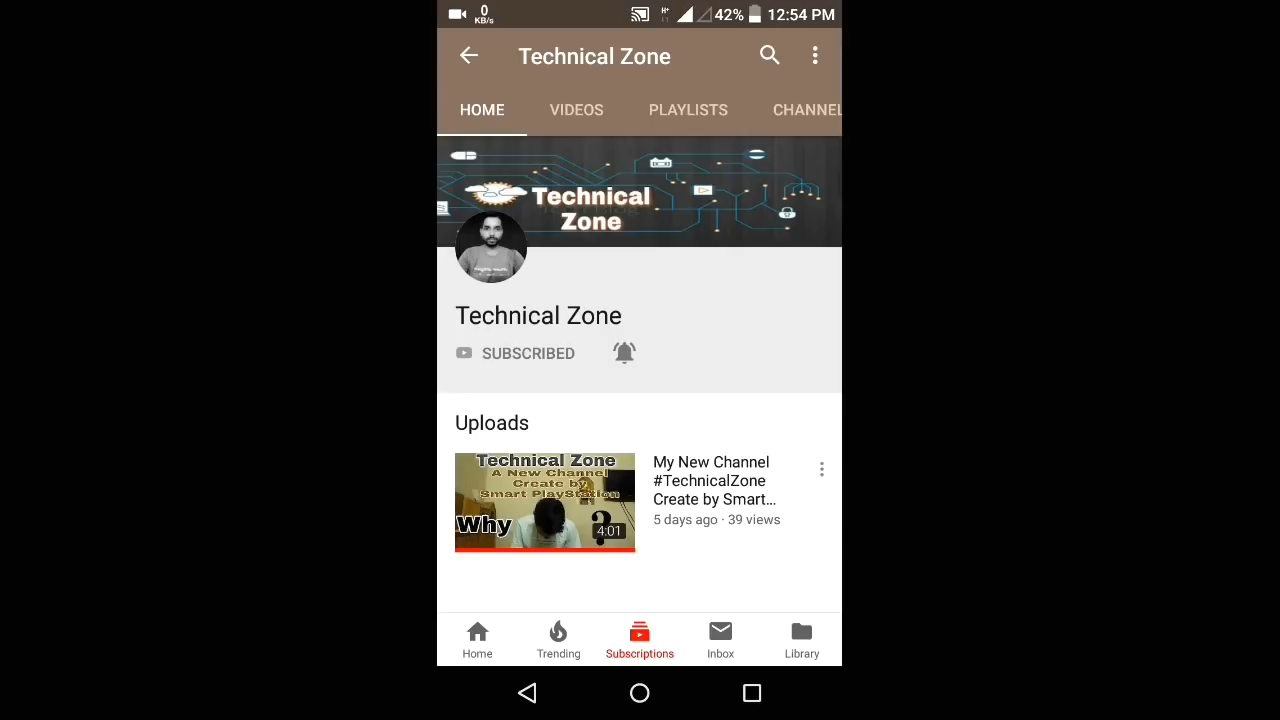 0
KB/s
H+
42%
12:54 PM
Technical Zone
HOME
VIDEOS
PLAYLISTS
CHANNEL
Technical
Zone
Technical Zone
SUBSCRIBED
Uploads
Technical Zone
A New Channel
Create by
Smart PlayStation
Why ?
4:01
My New Channel
#TechnicalZone
Create by Smart...
5 days ago · 39 views
Home
Trending
Subscriptions
Inbox
Library